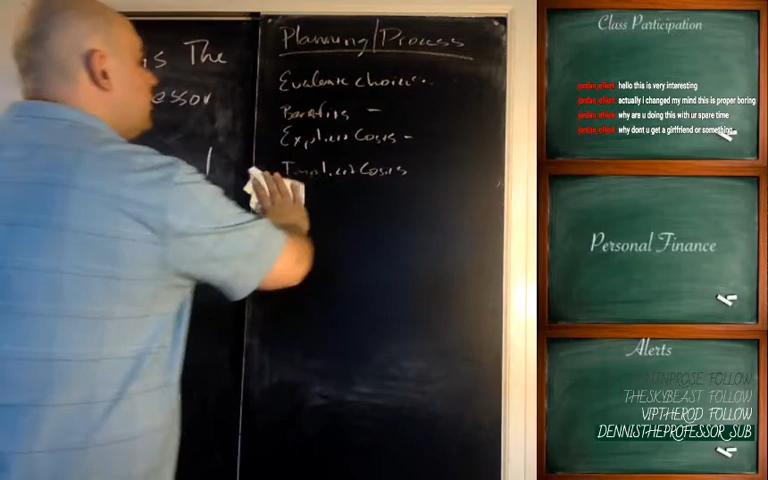 is The
essor
Planning/Process
Evaluate choices..
Benefits -
Explicit Costs -
Implicit Costs
Class Participation
hello this is very interesting
actually i changed my mind this is proper boring
why are u doing this with ur spare time
why dont u get a girlfriend or something
Personal Finance
Alerts
FOLLOW
THESKYBEAST FOLLOW
VIPTHEROD FOLLOW
DENNISTHEPROFESSOR SUB